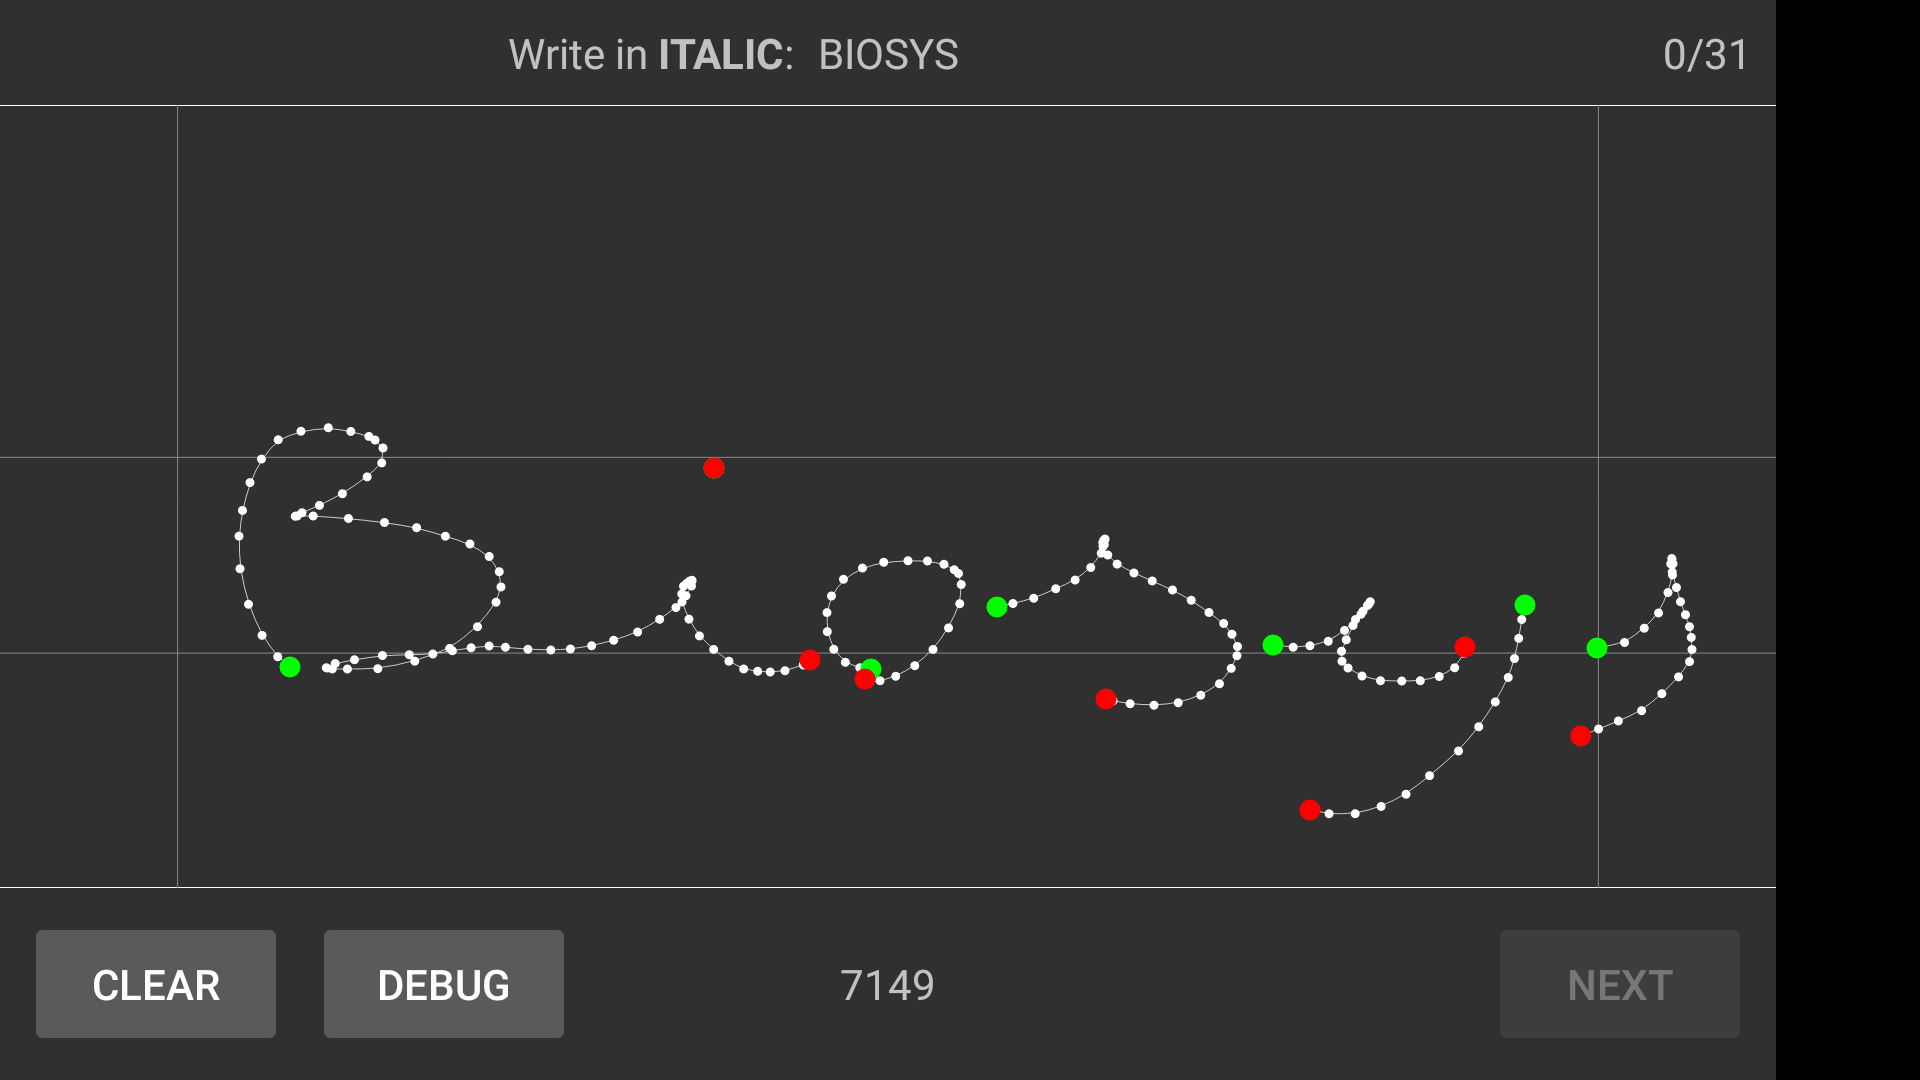 Write in ITALIC: BIOSYS
0/31
Biosys
CLEAR
DEBUG
7149
NEXT